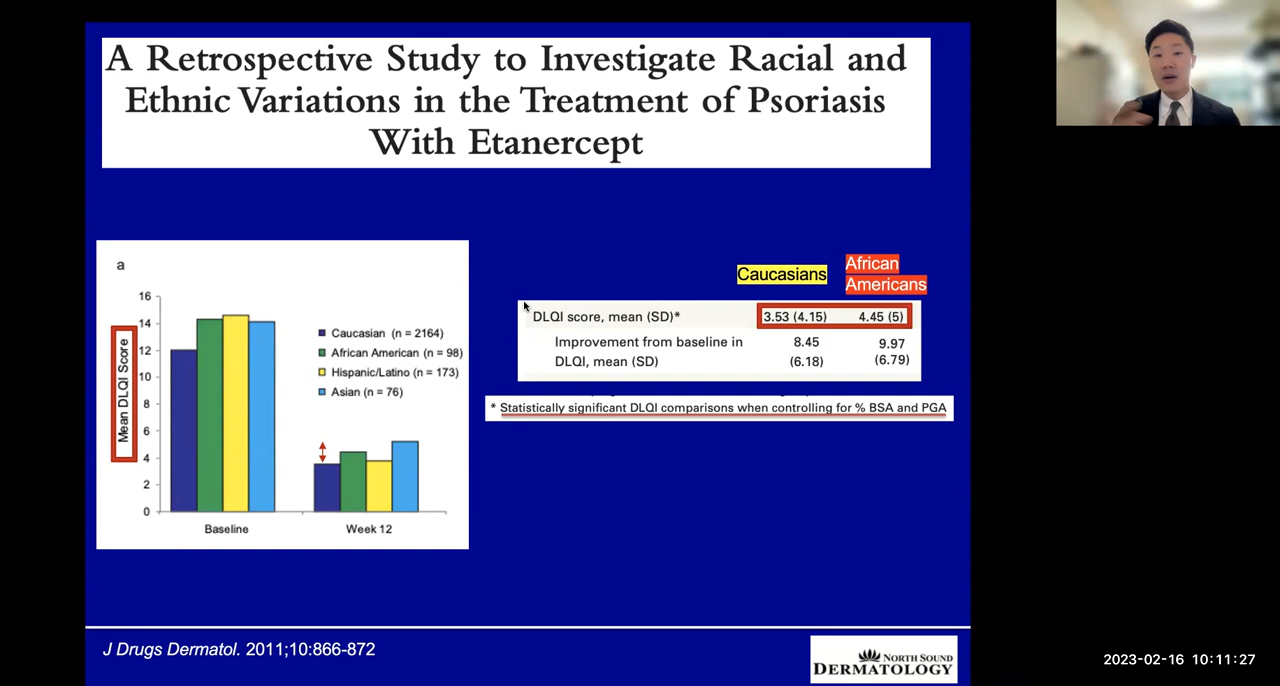 A Retrospective Study to Investigate Racial and
Ethnic Variations in the Treatment of Psoriasis
With Etanercept
a
16
14
12
10
8
6
4
2
0
Mean DLQI Score
Caucasian (n = 2164)
African American (n = 98)
Hispanic/Latino (n = 173)
Asian (n = 76)
Baseline
Week 12
Caucasians
African
Americans
DLQI score, mean (SD)* 3.53 (4.15) 4.45 (5)
Improvement from baseline in 8.45 9.97
DLQI, mean (SD) (6.18) (6.79)
* Statistically significant DLQI comparisons when controlling for % BSA and PGA
J Drugs Dermatol. 2011;10:866-872
NORTH SOUND
DERMATOLOGY
2023-02-16 10:11:27